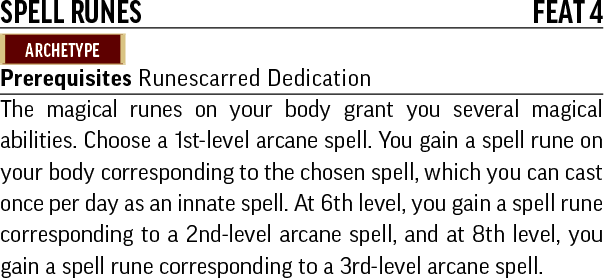 SPELL RUNES FEAT 4
ARCHETYPE
Prerequisites Runescarred Dedication
The magical runes on your body grant you several magical
abilities. Choose a 1st-level arcane spell. You gain a spell rune on
your body corresponding to the chosen spell, which you can cast
once per day as an innate spell. At 6th level, you gain a spell rune
corresponding to a 2nd-level arcane spell, and at 8th level, you
gain a spell rune corresponding to a 3rd-level arcane spell.